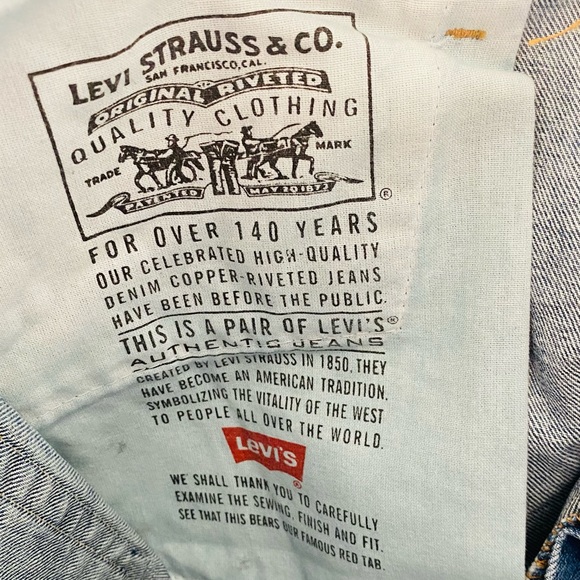 LEVI STRAUSS & CO.
SAN FRANCISCO, CAL.
ORIGINAL RIVETED
QUALITY CLOTHING
TRADE MARK
PATENTED MAY 20 1873
®
FOR OVER 140 YEARS
OUR CELEBRATED HIGH-QUALITY
DENIM COPPER-RIVETED JEANS
HAVE BEEN BEFORE THE PUBLIC.
THIS IS A PAIR OF LEVI'S®
AUTHENTIC JEANS
CREATED BY LEVI STRAUSS IN 1850. THEY
HAVE BECOME AN AMERICAN TRADITION,
SYMBOLIZING THE VITALITY OF THE WEST
TO PEOPLE ALL OVER THE WORLD.
LEVI'S
®
WE SHALL THANK YOU TO CAREFULLY
EXAMINE THE SEWING, FINISH AND FIT.
SEE THAT THIS BEARS OUR FAMOUS RED TAB.